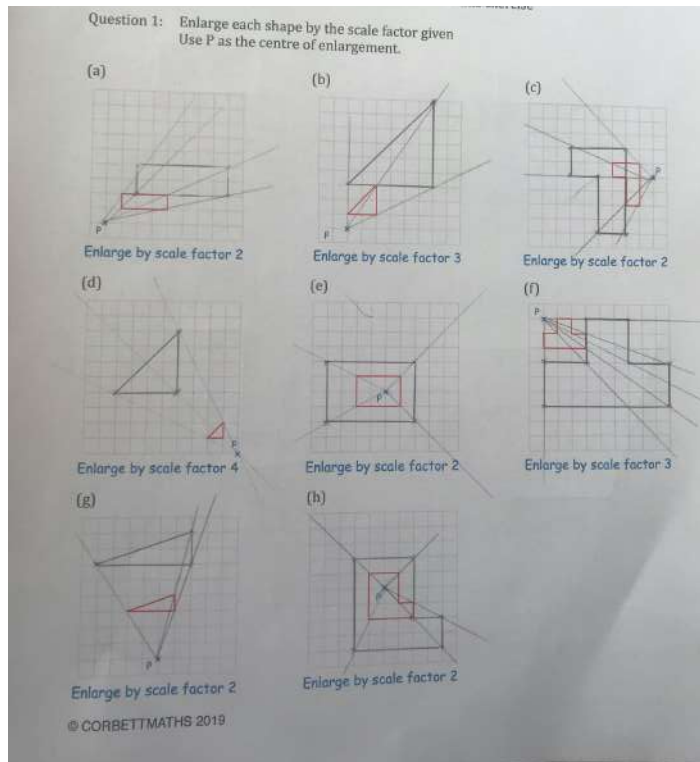 Question 1: Enlarge each shape by the scale factor given
Use P as the centre of enlargement.
(a)
(b)
(c)
P
P
P
Enlarge by scale factor 2
Enlarge by scale factor 3
Enlarge by scale factor 2
(d)
(e)
(f)
P
P
P
Enlarge by scale factor 4
Enlarge by scale factor 2
Enlarge by scale factor 3
(g)
(h)
P
P
Enlarge by scale factor 2
Enlarge by scale factor 2
© CORBETTMATHS 2019